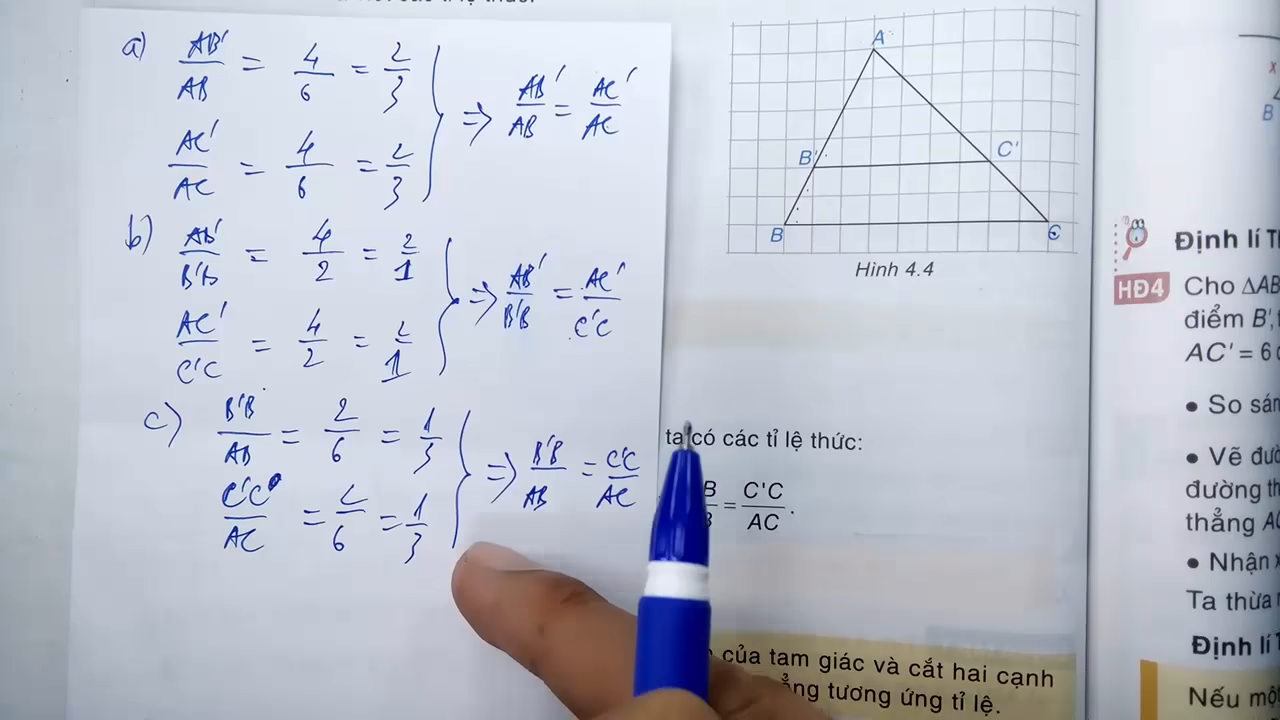 a) AB'/AB = 4/6 = 2/3
AC'/AC = 4/6 = 2/3
=> AB'/AB = AC'/AC
b) AB'/B'B = 4/2 = 2/1
AC'/C'C = 4/2 = 2/1
=> AB'/B'B = AC'/C'C
c) B'B/AB = 2/6 = 1/3
C'C/AC = 2/6 = 1/3
=> B'B/AB = C'C/AC
A
B'
C'
B
C
Hình 4.4
ta có các tỉ lệ thức:
B = C'C/AC.
của tam giác và cắt hai cạnh
tương ứng tỉ lệ.
x
B
Định lí
HĐ4 Cho ΔAB
điểm B',
AC' = 6
• So
• Vẽ
đường
thẳng
• Nhận
Ta thừa
Định lí
Nếu